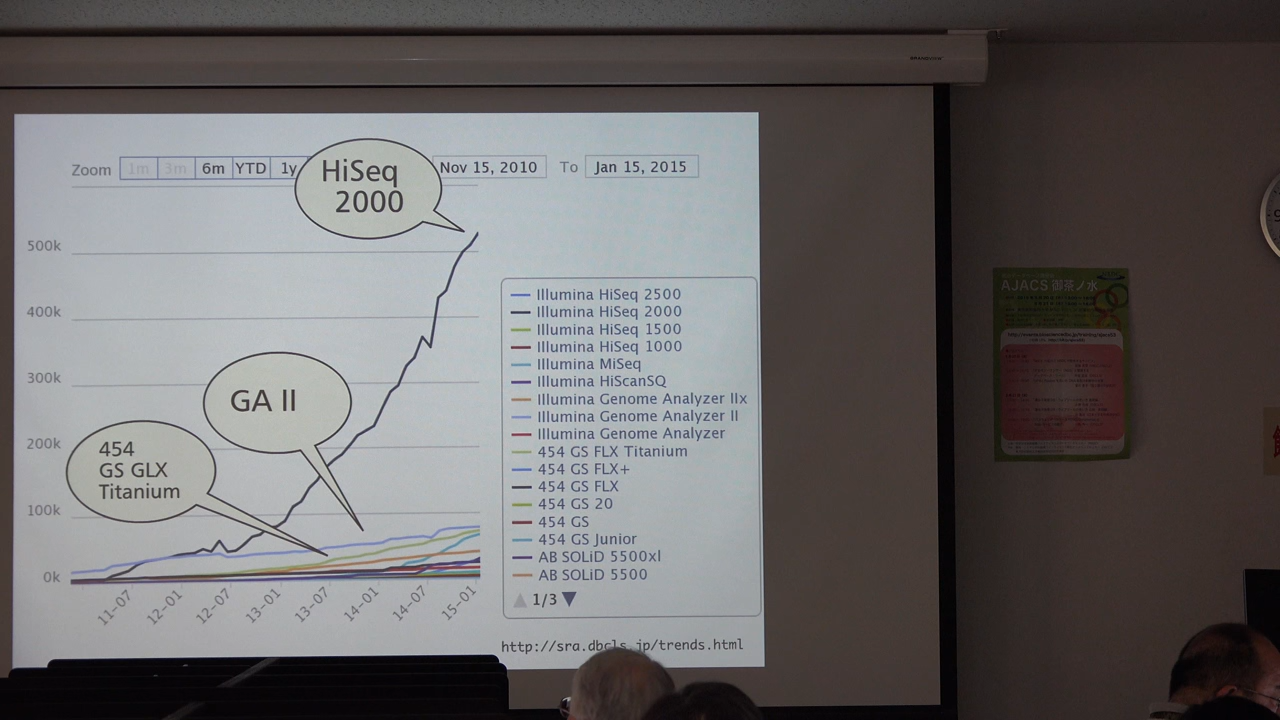 Zoom 1m 3m 6m YTD 1y
Nov 15, 2010 To Jan 15, 2015
HiSeq
2000
GA II
454
GS GLX
Titanium
500k
400k
300k
200k
100k
0k
11-07 12-01 12-07 13-01 13-07 14-01 14-07 15-01
Illumina HiSeq 2500
Illumina HiSeq 2000
Illumina HiSeq 1500
Illumina HiSeq 1000
Illumina MiSeq
Illumina HiScanSQ
Illumina Genome Analyzer IIx
Illumina Genome Analyzer II
Illumina Genome Analyzer
454 GS FLX Titanium
454 GS FLX+
454 GS FLX
454 GS 20
454 GS
454 GS Junior
AB SOLiD 5500xl
AB SOLiD 5500
1/3
http://sra.dbcls.jp/trends.html
AJACS 御茶ノ水